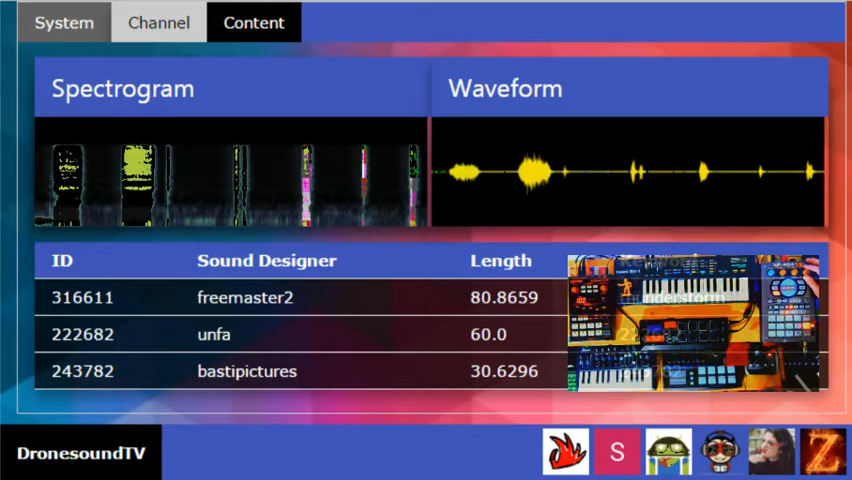 System Channel Content
Spectrogram Waveform
ID Sound Designer Length
316611 freemaster2 80.8659 thunderstorm
222682 unfa 60.0
243782 bastipictures 30.6296
DronesoundTV
S
Z